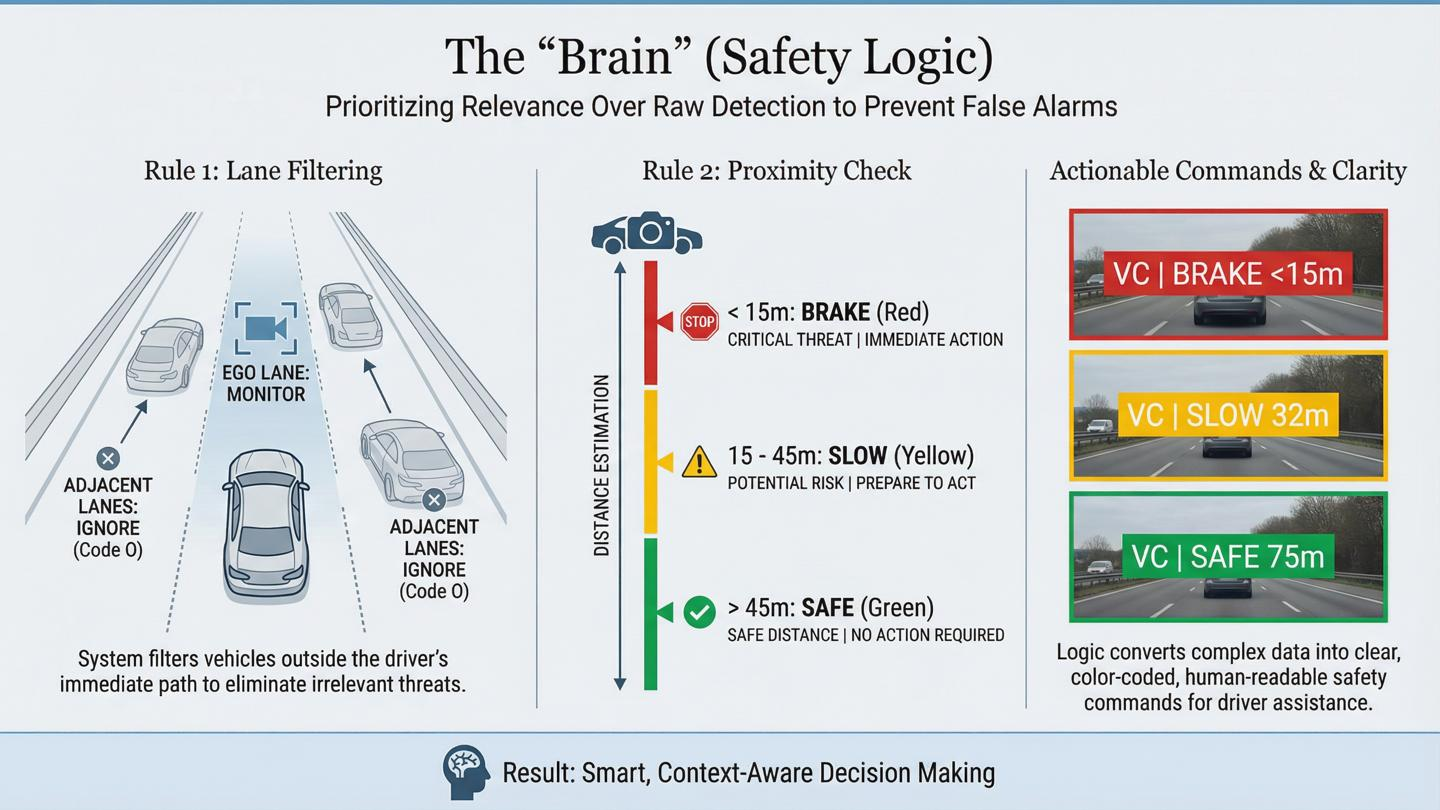 The “Brain” (Safety Logic)
Prioritizing Relevance Over Raw Detection to Prevent False Alarms
Rule 1: Lane Filtering
EGO LANE:
MONITOR
ADJACENT
LANES:
IGNORE
(Code O)
ADJACENT
LANES:
IGNORE
(Code O)
System filters vehicles outside the driver’s
immediate path to eliminate irrelevant threats.
Rule 2: Proximity Check
DISTANCE ESTIMATION
STOP
< 15m: BRAKE (Red)
CRITICAL THREAT | IMMEDIATE ACTION
15 - 45m: SLOW (Yellow)
POTENTIAL RISK | PREPARE TO ACT
> 45m: SAFE (Green)
SAFE DISTANCE | NO ACTION REQUIRED
Actionable Commands & Clarity
VC | BRAKE <15m
VC | SLOW 32m
VC | SAFE 75m
Logic converts complex data into clear,
color-coded, human-readable safety
commands for driver assistance.
Result: Smart, Context-Aware Decision Making